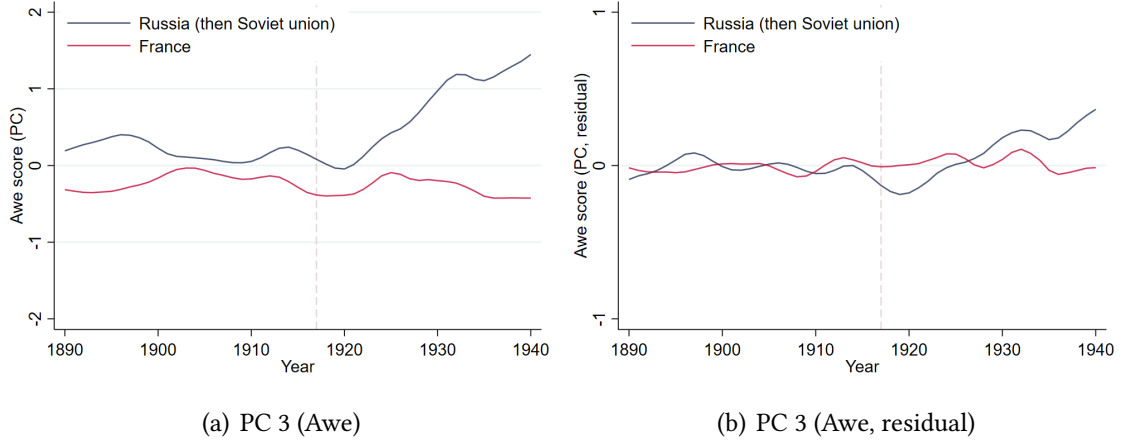 Russia (then Soviet union)
France
Awe score (PC)
2
1
0
-1
-2
1890 1900 1910 1920 1930 1940
Year
(a) PC 3 (Awe)
Russia (then Soviet union)
France
Awe score (PC, residual)
1
0
-1
1890 1900 1910 1920 1930 1940
Year
(b) PC 3 (Awe, residual)